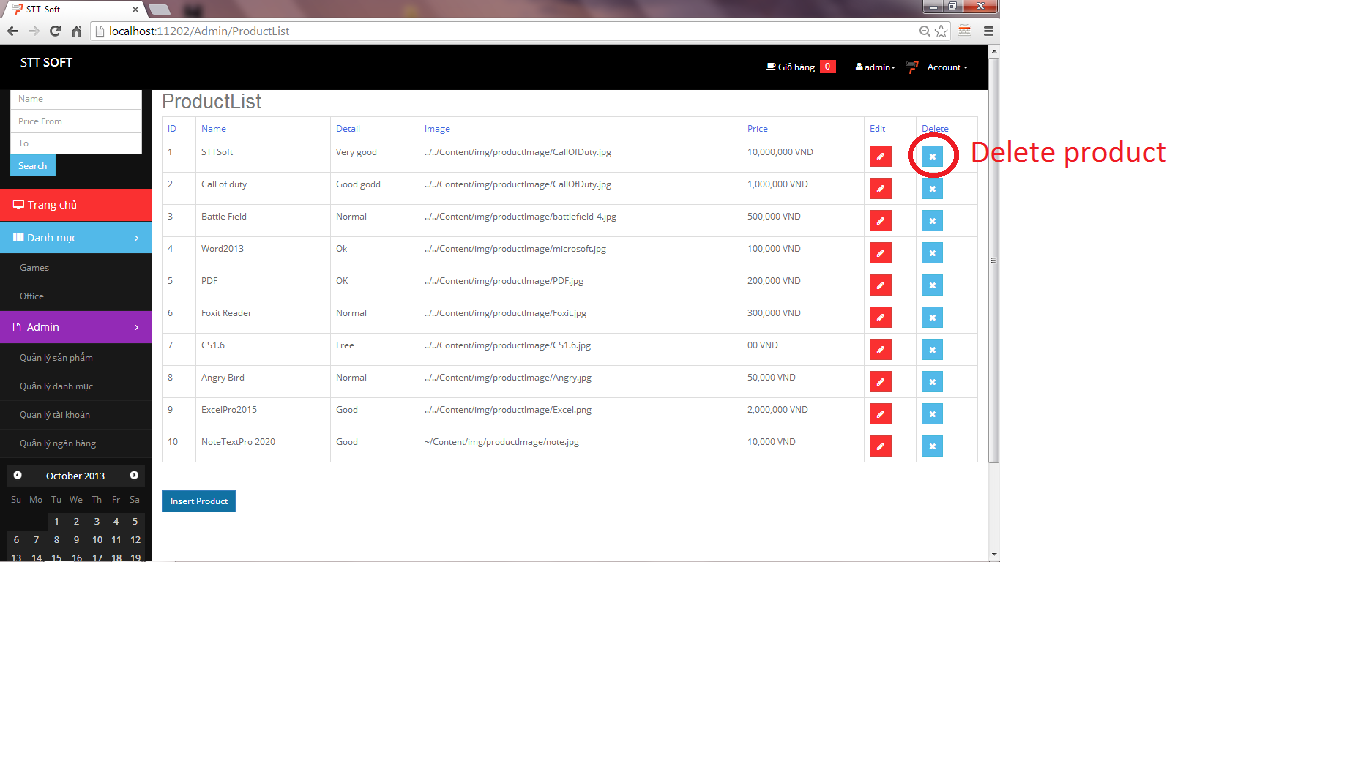 STT Soft
localhost:11202/Admin/ProductList
STT SOFT
Giỏ hàng 0 admin Account
Name
Price From
To
Search
Trang chủ
Danh mục
Games
Office
Admin
Quản lý sản phẩm
Quản lý danh mục
Quản lý tài khoản
Quản lý ngân hàng
October 2013
Su Mo Tu We Th Fr Sa
1 2 3 4 5
6 7 8 9 10 11 12
13 14 15 16 17 18 19
ProductList
ID Name Detail Image Price Edit Delete
1 STTSoft Very good ../../Content/img/productImage/CallOfDuty.jpg 10,000,000 VND
2 Call of duty Good godd ../../Content/img/productImage/CallOfDuty.jpg 1,000,000 VND
3 Battle Field Normal ../../Content/img/productImage/battlefield-4.jpg 500,000 VND
4 Word2013 Ok ../../Content/img/productImage/microsoft.jpg 100,000 VND
5 PDF OK ../../Content/img/productImage/PDF.jpg 200,000 VND
6 Foxit Reader Normal ../../Content/img/productImage/Foxit.jpg 300,000 VND
7 CS1.6 Free ../../Content/img/productImage/CS1.6.jpg 00 VND
8 Angry Bird Normal ../../Content/img/productImage/Angry.jpg 50,000 VND
9 ExcelPro2015 Good ../../Content/img/productImage/Excel.png 2,000,000 VND
10 NoteTextPro 2020 Good ~/Content/img/productImage/note.jpg 10,000 VND
Insert Product
Delete product